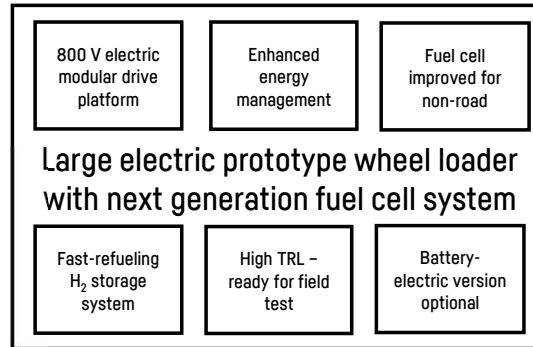 800 V electric
modular drive
platform
Enhanced
energy
management
Fuel cell
improved for
non-road
Large electric prototype wheel loader
with next generation fuel cell system
Fast-refueling
H₂ storage
system
High TRL –
ready for field
test
Battery-
electric version
optional